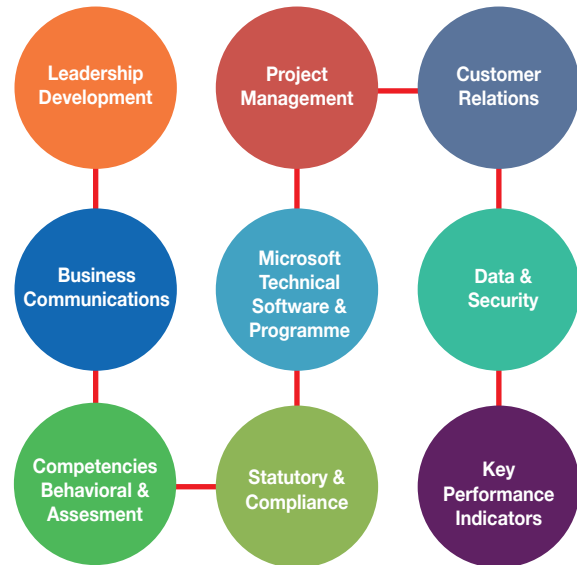 Leadership
Development
Project
Management
Customer
Relations
Business
Communications
Microsoft
Technical
Software &
Programme
Data &
Security
Competencies
Behavioral &
Assesment
Statutory &
Compliance
Key
Performance
Indicators